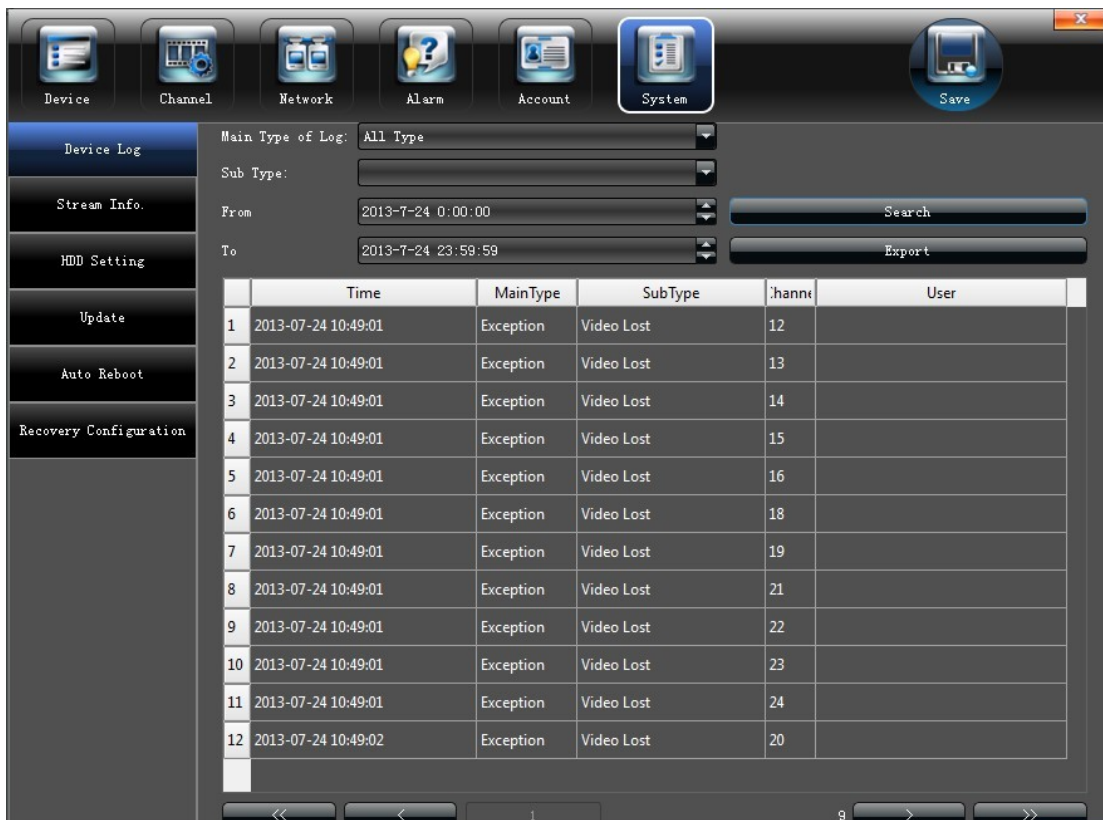 Device Channel Network Alarm Account System Save
Device Log
Stream Info.
HDD Setting
Update
Auto Reboot
Recovery Configuration
Main Type of Log: All Type
Sub Type:
From 2013-7-24 0:00:00 Search
To 2013-7-24 23:59:59 Export
Time MainType SubType Channe User
1 2013-07-24 10:49:01 Exception Video Lost 12
2 2013-07-24 10:49:01 Exception Video Lost 13
3 2013-07-24 10:49:01 Exception Video Lost 14
4 2013-07-24 10:49:01 Exception Video Lost 15
5 2013-07-24 10:49:01 Exception Video Lost 16
6 2013-07-24 10:49:01 Exception Video Lost 18
7 2013-07-24 10:49:01 Exception Video Lost 19
8 2013-07-24 10:49:01 Exception Video Lost 21
9 2013-07-24 10:49:01 Exception Video Lost 22
10 2013-07-24 10:49:01 Exception Video Lost 23
11 2013-07-24 10:49:01 Exception Video Lost 24
12 2013-07-24 10:49:02 Exception Video Lost 20
<< < 1 9 > >>